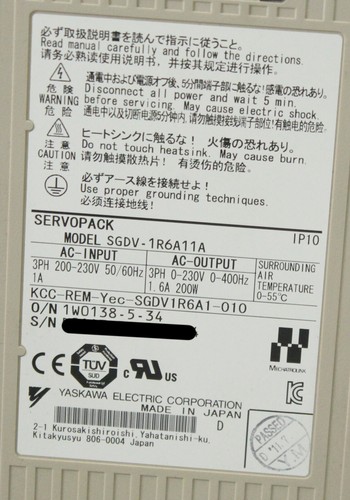 必ず取扱説明書を読んで指示に従うこと。
Read manual carefully and follow the directions.
请务必熟读使用说明书，并按其规定进行操作。
危険
WARNING
危险
通電中および電源オフ後、5分間端子部に触るな！感電の恐れあり。
Disconnect all power and wait 5 min.
before servicing. May cause electric shock.
通电中以及切断电源5分钟内，请勿触摸接线端子部位！有触电的危险。
注意
CAUTION
注意
ヒートシンクに触るな！ 火傷の恐れあり。
Do not touch heatsink. May cause burn.
请勿触摸散热片！ 有烫伤的危险。
必ずアース線を接続せよ！
Use proper grounding techniques.
必须连接地线！
SERVOPACK
IP10
MODEL SGDV-1R6A11A
AC-INPUT
3PH 200-230V 50/60Hz
1A
AC-OUTPUT
3PH 0-230V 0-400Hz
1.6A 200W
SURROUNDING
AIR
TEMPERATURE
0-55℃
KCC-REM-Yec-SGDV1R6A1-010
O/N 1W0138-5-34
S/N
MECHATROLINK
CE
TÜV
SÜD
c RU US
YASKAWA ELECTRIC CORPORATION
MADE IN JAPAN D
2-1 Kurosakishiroishi, Yahatanishi-ku,
Kitakyusyu 806-0004 Japan
PASSED
Y.M